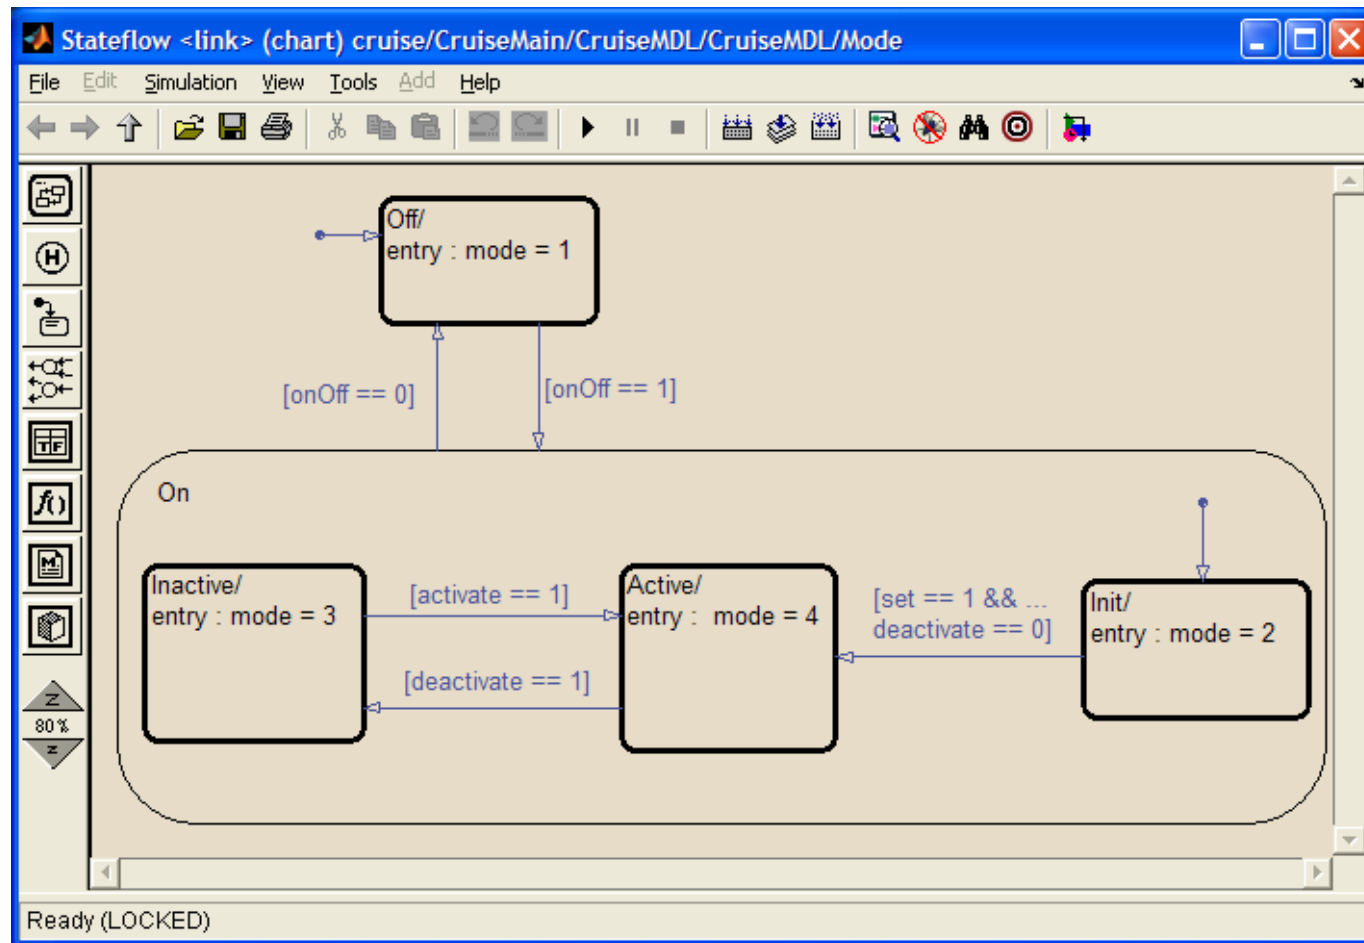 Stateflow <link> (chart) cruise/CruiseMain/CruiseMDL/CruiseMDL/Mode
File Edit Simulation View Tools Add Help
Off/
entry : mode = 1
[onOff == 0]
[onOff == 1]
On
Inactive/
entry : mode = 3
[activate == 1]
[deactivate == 1]
Active/
entry :  mode = 4
[set == 1 && ...
deactivate == 0]
Init/
entry : mode = 2
H
TF
f()
M
Z
80 %
z
Ready (LOCKED)